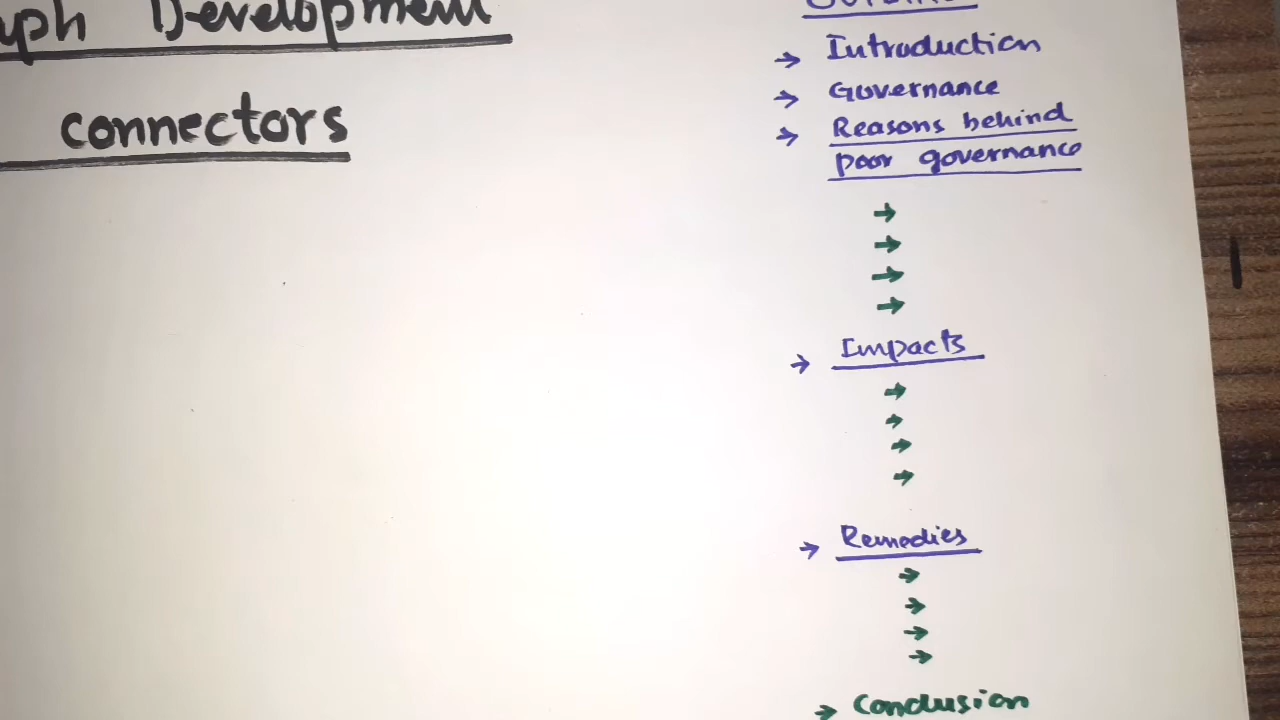 Development
connectors
→ Introduction
→ Governance
→ Reasons behind
poor governance
→
→
→
→
→ Impacts
→
→
→
→
→ Remedies
→
→
→
→
→ Conclusion